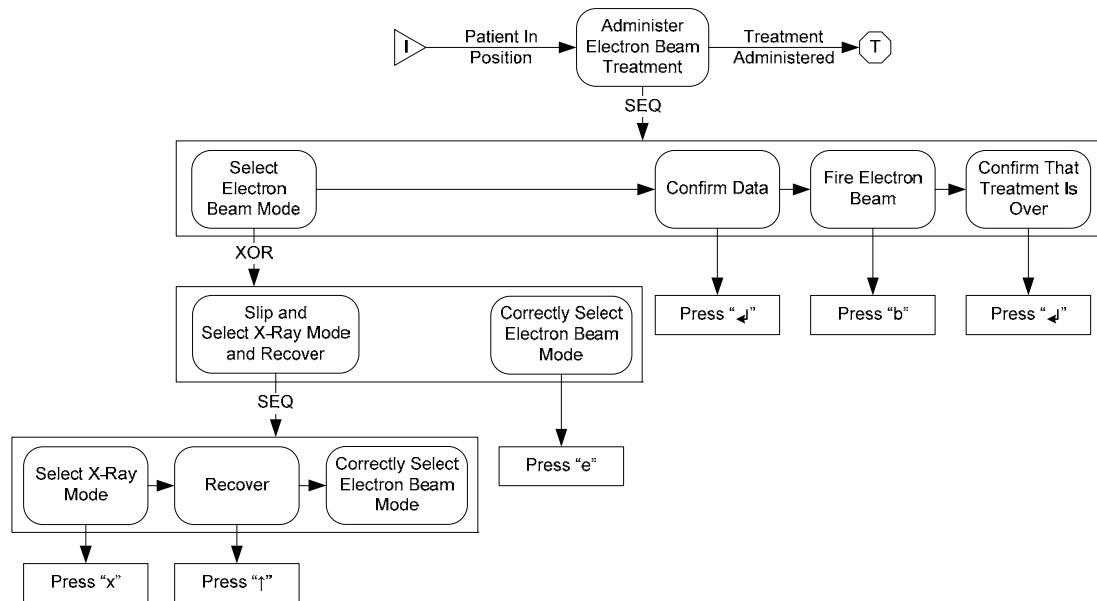 I
Patient In
Position
Administer
Electron Beam
Treatment
Treatment
Administered
T
SEQ
Select
Electron
Beam Mode
Confirm Data
Fire Electron
Beam
Confirm That
Treatment Is
Over
XOR
Press “↲”
Press “b”
Press “↲”
Slip and
Select X-Ray Mode
and Recover
Correctly Select
Electron Beam
Mode
SEQ
Press “e”
Select X-Ray
Mode
Recover
Correctly Select
Electron Beam
Mode
Press “x”
Press “↑”